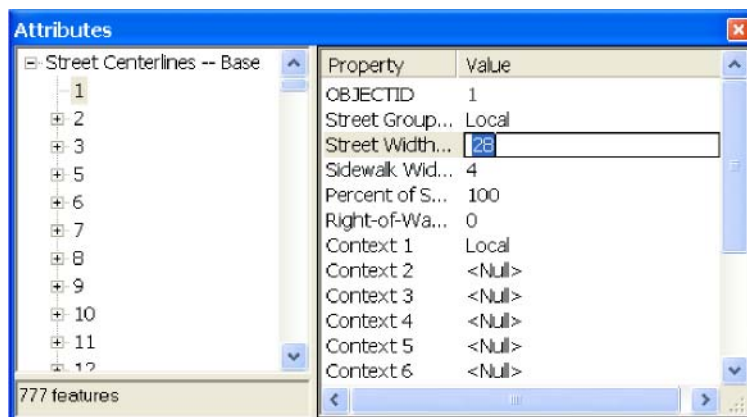 Attributes
Street Centerlines -- Base
1
2
3
5
6
7
8
9
10
11
12
777 features
Property Value
OBJECTID 1
Street Group... Local
Street Width... 28
Sidewalk Wid... 4
Percent of S... 100
Right-of-Wa... 0
Context 1 Local
Context 2 <Null>
Context 3 <Null>
Context 4 <Null>
Context 5 <Null>
Context 6 <Null>